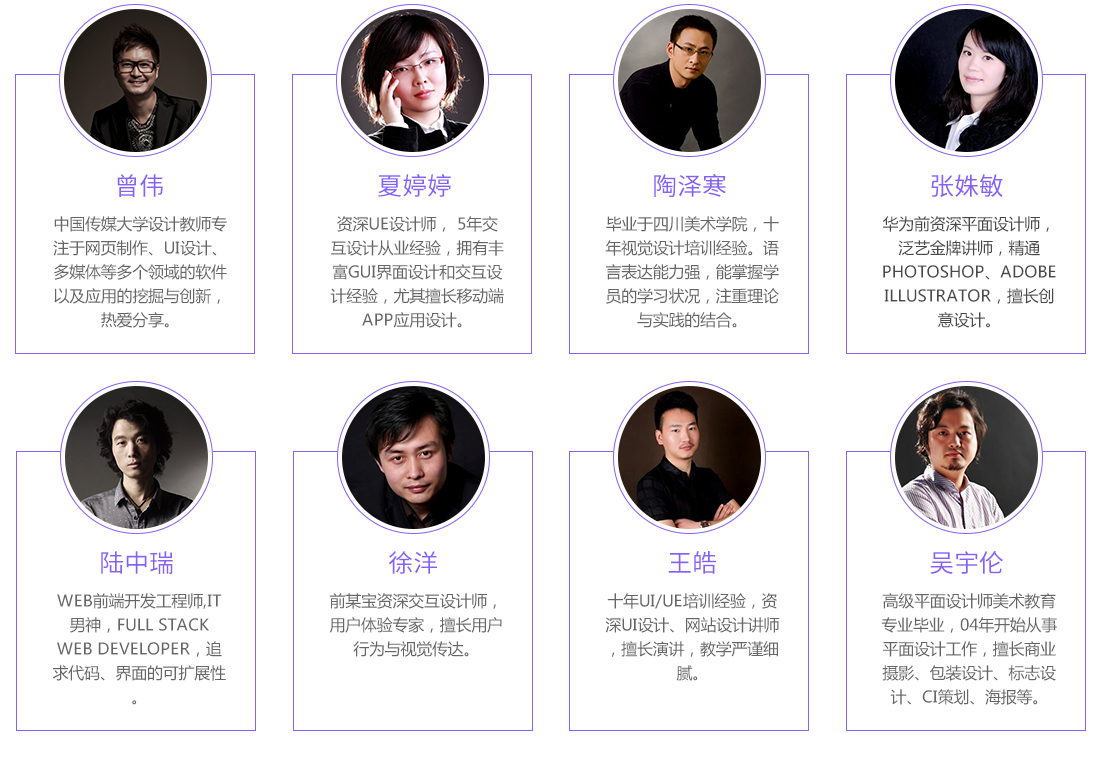 曾伟
中国传媒大学设计教师专
注于网页制作、UI设计、
多媒体等多个领域的软件
以及应用的挖掘与创新，
热爱分享。
夏婷婷
资深UE设计师， 5年交
互设计从业经验，拥有丰
富GUI界面设计和交互设
计经验，尤其擅长移动端
APP应用设计。
陶泽寒
毕业于四川美术学院，十
年视觉设计培训经验。语
言表达能力强，能掌握学
员的学习状况，注重理论
与实践的结合。
张姝敏
华为前资深平面设计师，
泛艺金牌讲师，精通
PHOTOSHOP、ADOBE
ILLUSTRATOR，擅长创
意设计。
陆中瑞
WEB前端开发工程师,IT
男神，FULL STACK
WEB DEVELOPER，追
求代码、界面的可扩展性
。
徐洋
前某宝资深交互设计师，
用户体验专家，擅长用户
行为与视觉传达。
王皓
十年UI/UE培训经验，资
深UI设计、网站设计讲师
，擅长演讲，教学严谨细
腻。
吴宇伦
高级平面设计师美术教育
专业毕业，04年开始从事
平面设计工作，擅长商业
摄影、包装设计、标志设
计、CI策划、海报等。